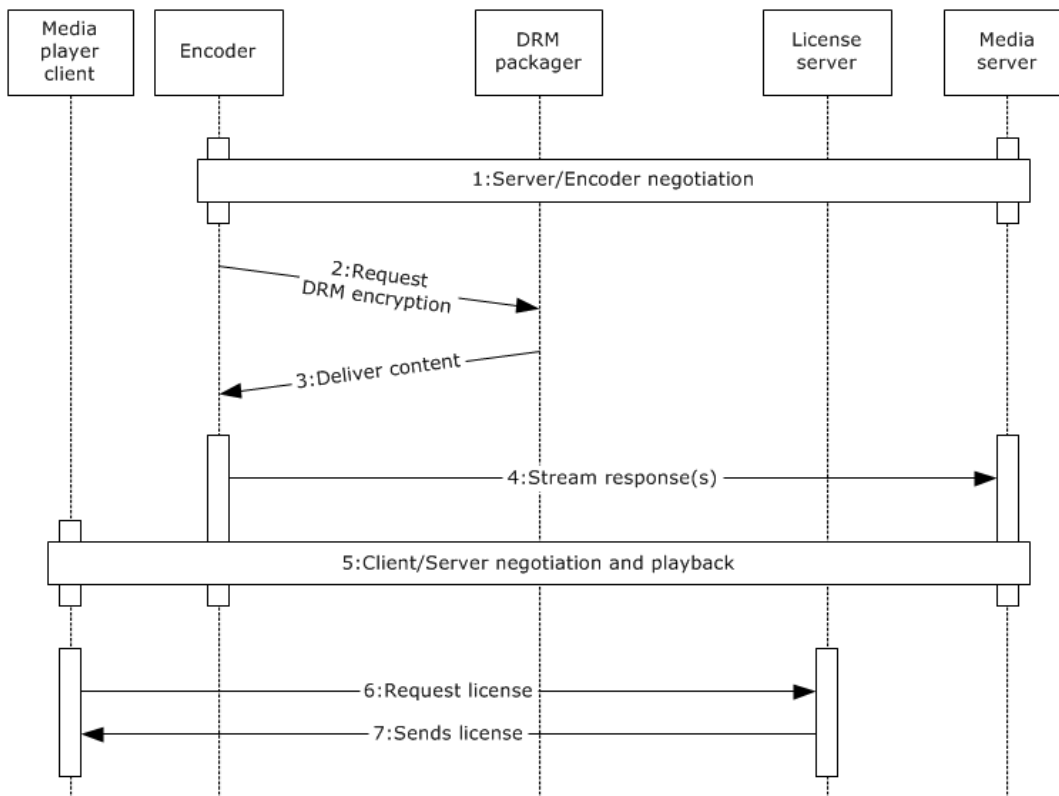 Media
player
client
Encoder
DRM
packager
License
server
Media
server
1:Server/Encoder negotiation
2:Request
DRM encryption
3:Deliver content
4:Stream response(s)
5:Client/Server negotiation and playback
6:Request license
7:Sends license